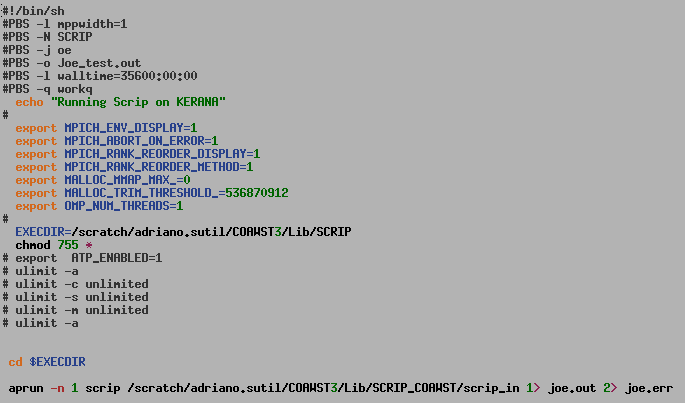 #!/bin/sh
#PBS -l mppwidth=1
#PBS -N SCRIP
#PBS -j oe
#PBS -o Joe_test.out
#PBS -l walltime=35600:00:00
#PBS -q workq
echo "Running Scrip on KERANA"
#
export MPICH_ENV_DISPLAY=1
export MPICH_ABORT_ON_ERROR=1
export MPICH_RANK_REORDER_DISPLAY=1
export MPICH_RANK_REORDER_METHOD=1
export MALLOC_MMAP_MAX_=0
export MALLOC_TRIM_THRESHOLD_=536870912
export OMP_NUM_THREADS=1
#
EXECDIR=/scratch/adriano.sutil/COAWST3/Lib/SCRIP
chmod 755 *
# export  ATP_ENABLED=1
# ulimit -a
# ulimit -c unlimited
# ulimit -s unlimited
# ulimit -m unlimited
# ulimit -a
cd $EXECDIR
aprun -n 1 scrip /scratch/adriano.sutil/COAWST3/Lib/SCRIP_COAWST/scrip_in 1> joe.out 2> joe.err